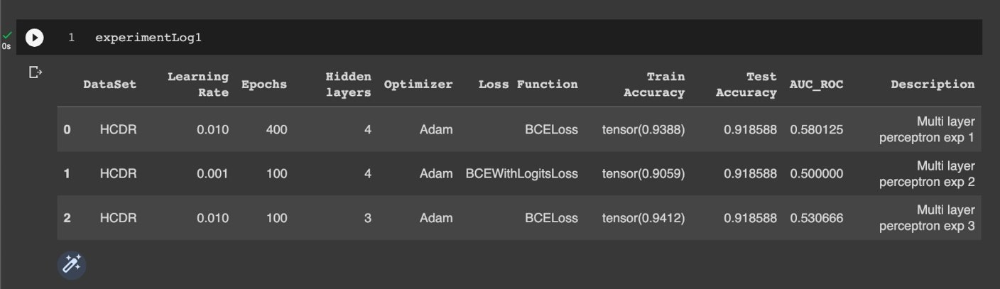 1 experimentLog1
0s
DataSet Learning Rate Epochs Hidden layers Optimizer Loss Function Train Accuracy Test Accuracy AUC_ROC Description
0 HCDR 0.010 400 4 Adam BCELoss tensor(0.9388) 0.918588 0.580125 Multi layer perceptron exp 1
1 HCDR 0.001 100 4 Adam BCEWithLogitsLoss tensor(0.9059) 0.918588 0.500000 Multi layer perceptron exp 2
2 HCDR 0.010 100 3 Adam BCELoss tensor(0.9412) 0.918588 0.530666 Multi layer perceptron exp 3